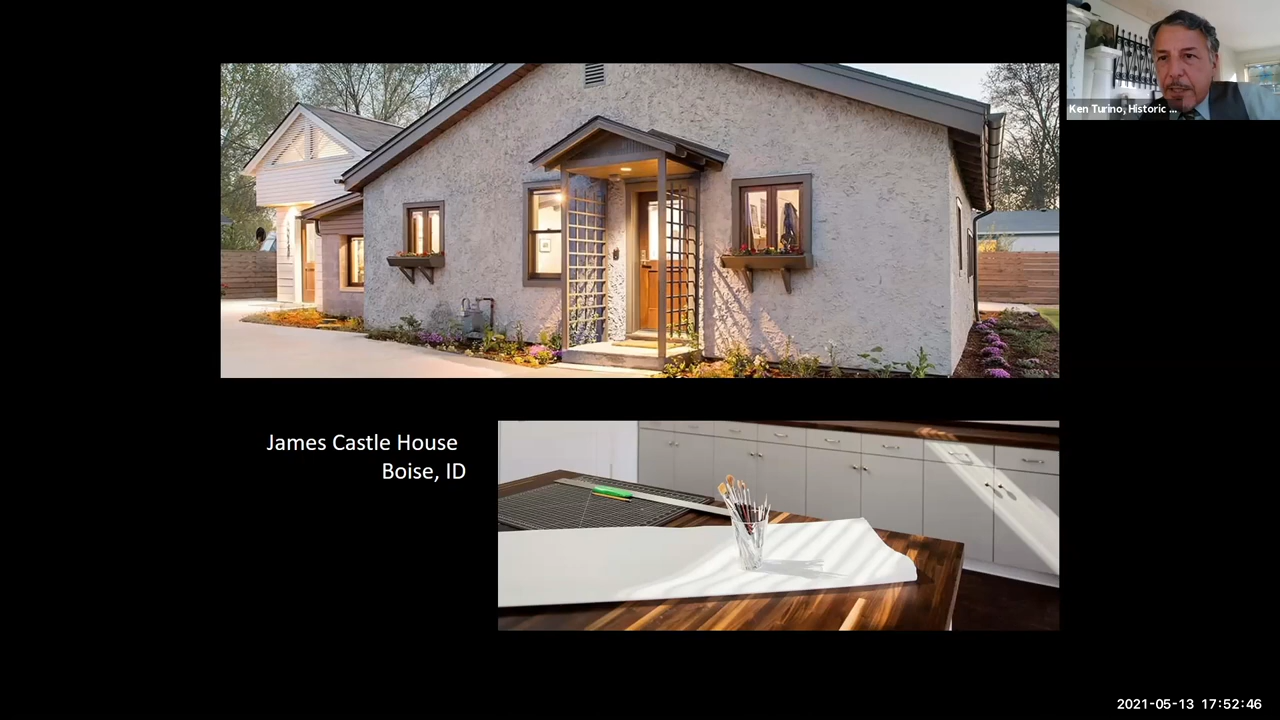 Ken Turino, Historic ...
James Castle House
Boise, ID
2021-05-13 17:52:46